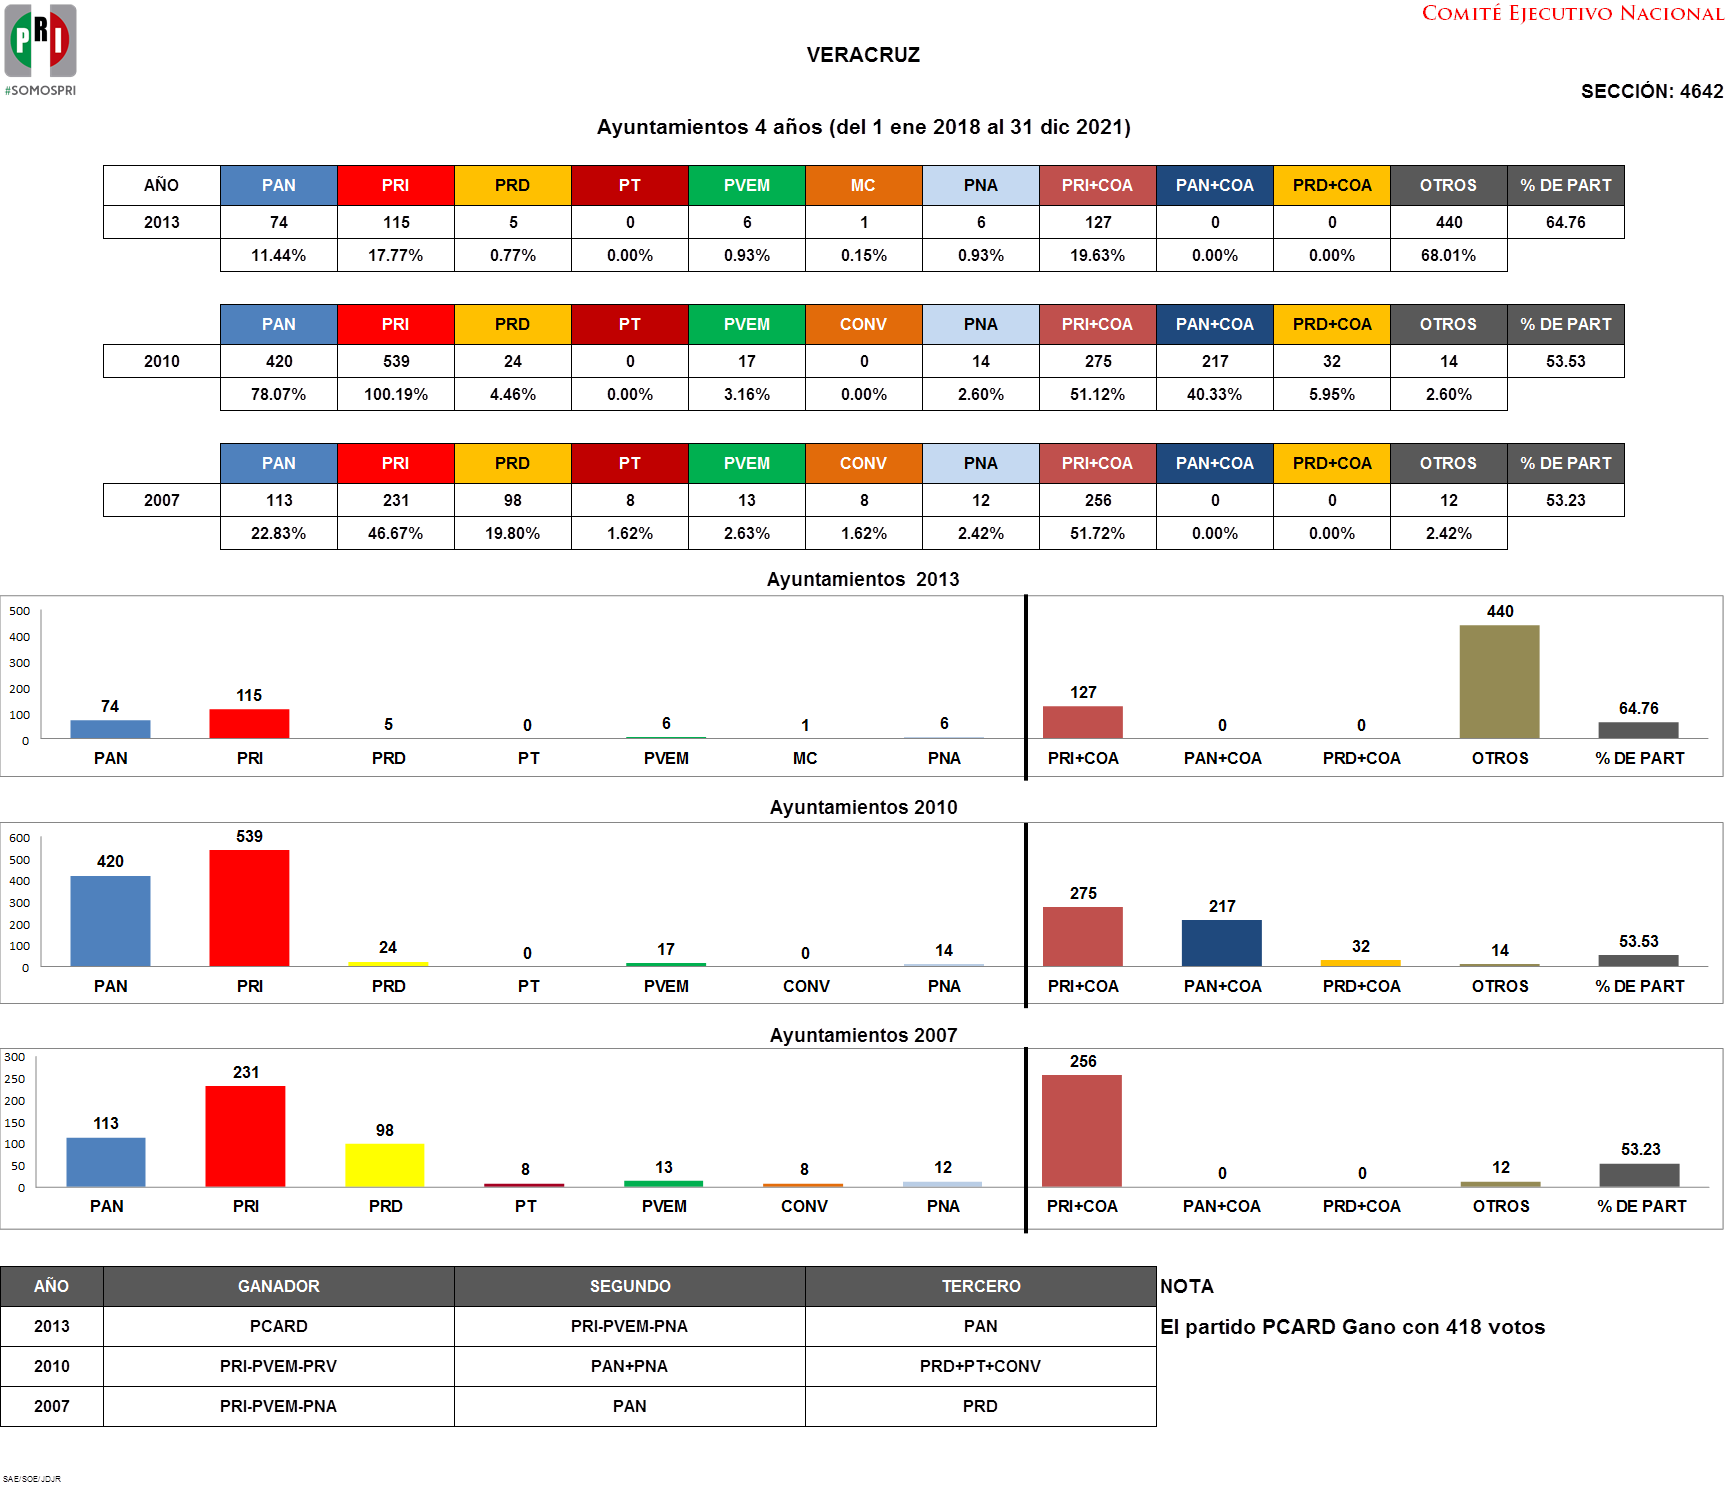 PRI
#SOMOSPRI
COMITÉ EJECUTIVO NACIONAL
VERACRUZ
SECCIÓN: 4642
Ayuntamientos 4 años (del 1 ene 2018 al 31 dic 2021)
AÑO PAN PRI PRD PT PVEM MC PNA PRI+COA PAN+COA PRD+COA OTROS % DE PART
2013 74 115 5 0 6 1 6 127 0 0 440 64.76
11.44% 17.77% 0.77% 0.00% 0.93% 0.15% 0.93% 19.63% 0.00% 0.00% 68.01%
PAN PRI PRD PT PVEM CONV PNA PRI+COA PAN+COA PRD+COA OTROS % DE PART
2010 420 539 24 0 17 0 14 275 217 32 14 53.53
78.07% 100.19% 4.46% 0.00% 3.16% 0.00% 2.60% 51.12% 40.33% 5.95% 2.60%
PAN PRI PRD PT PVEM CONV PNA PRI+COA PAN+COA PRD+COA OTROS % DE PART
2007 113 231 98 8 13 8 12 256 0 0 12 53.23
22.83% 46.67% 19.80% 1.62% 2.63% 1.62% 2.42% 51.72% 0.00% 0.00% 2.42%
Ayuntamientos 2013
500
400
300
200
100
0
74 115 5 0 6 1 6 127 0 0 440 64.76
PAN PRI PRD PT PVEM MC PNA PRI+COA PAN+COA PRD+COA OTROS % DE PART
Ayuntamientos 2010
600
500
400
300
200
100
0
420 539 24 0 17 0 14 275 217 32 14 53.53
PAN PRI PRD PT PVEM CONV PNA PRI+COA PAN+COA PRD+COA OTROS % DE PART
Ayuntamientos 2007
300
250
200
150
100
50
0
113 231 98 8 13 8 12 256 0 0 12 53.23
PAN PRI PRD PT PVEM CONV PNA PRI+COA PAN+COA PRD+COA OTROS % DE PART
AÑO GANADOR SEGUNDO TERCERO NOTA
2013 PCARD PRI-PVEM-PNA PAN El partido PCARD Gano con 418 votos
2010 PRI-PVEM-PRV PAN+PNA PRD+PT+CONV
2007 PRI-PVEM-PNA PAN PRD
SAE/SOE/JDJR